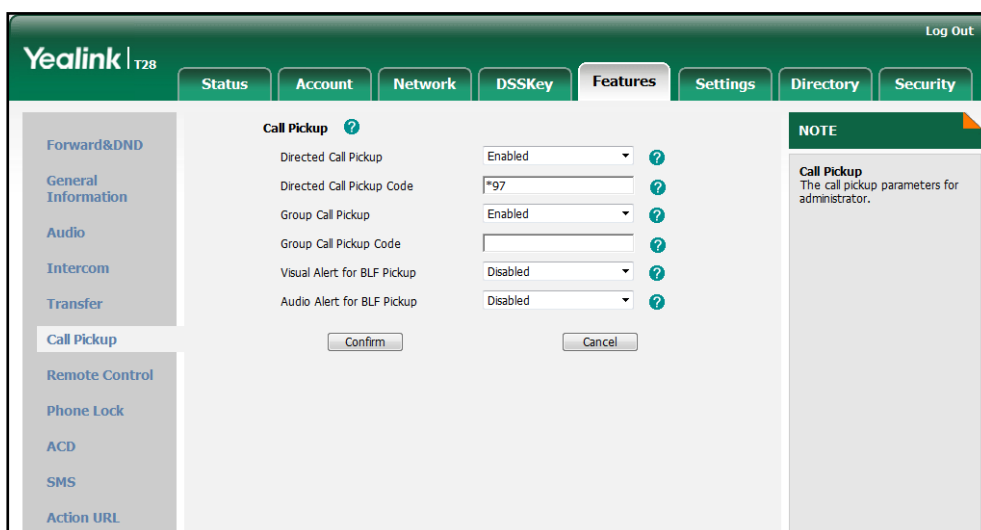 Log Out
Yealink T28
Status Account Network DSSKey Features Settings Directory Security
Forward&DND
General
Information
Audio
Intercom
Transfer
Call Pickup
Remote Control
Phone Lock
ACD
SMS
Action URL
Call Pickup ?
Directed Call Pickup Enabled ?
Directed Call Pickup Code *97 ?
Group Call Pickup Enabled ?
Group Call Pickup Code ?
Visual Alert for BLF Pickup Disabled ?
Audio Alert for BLF Pickup Disabled ?
Confirm Cancel
NOTE
Call Pickup
The call pickup parameters for
administrator.